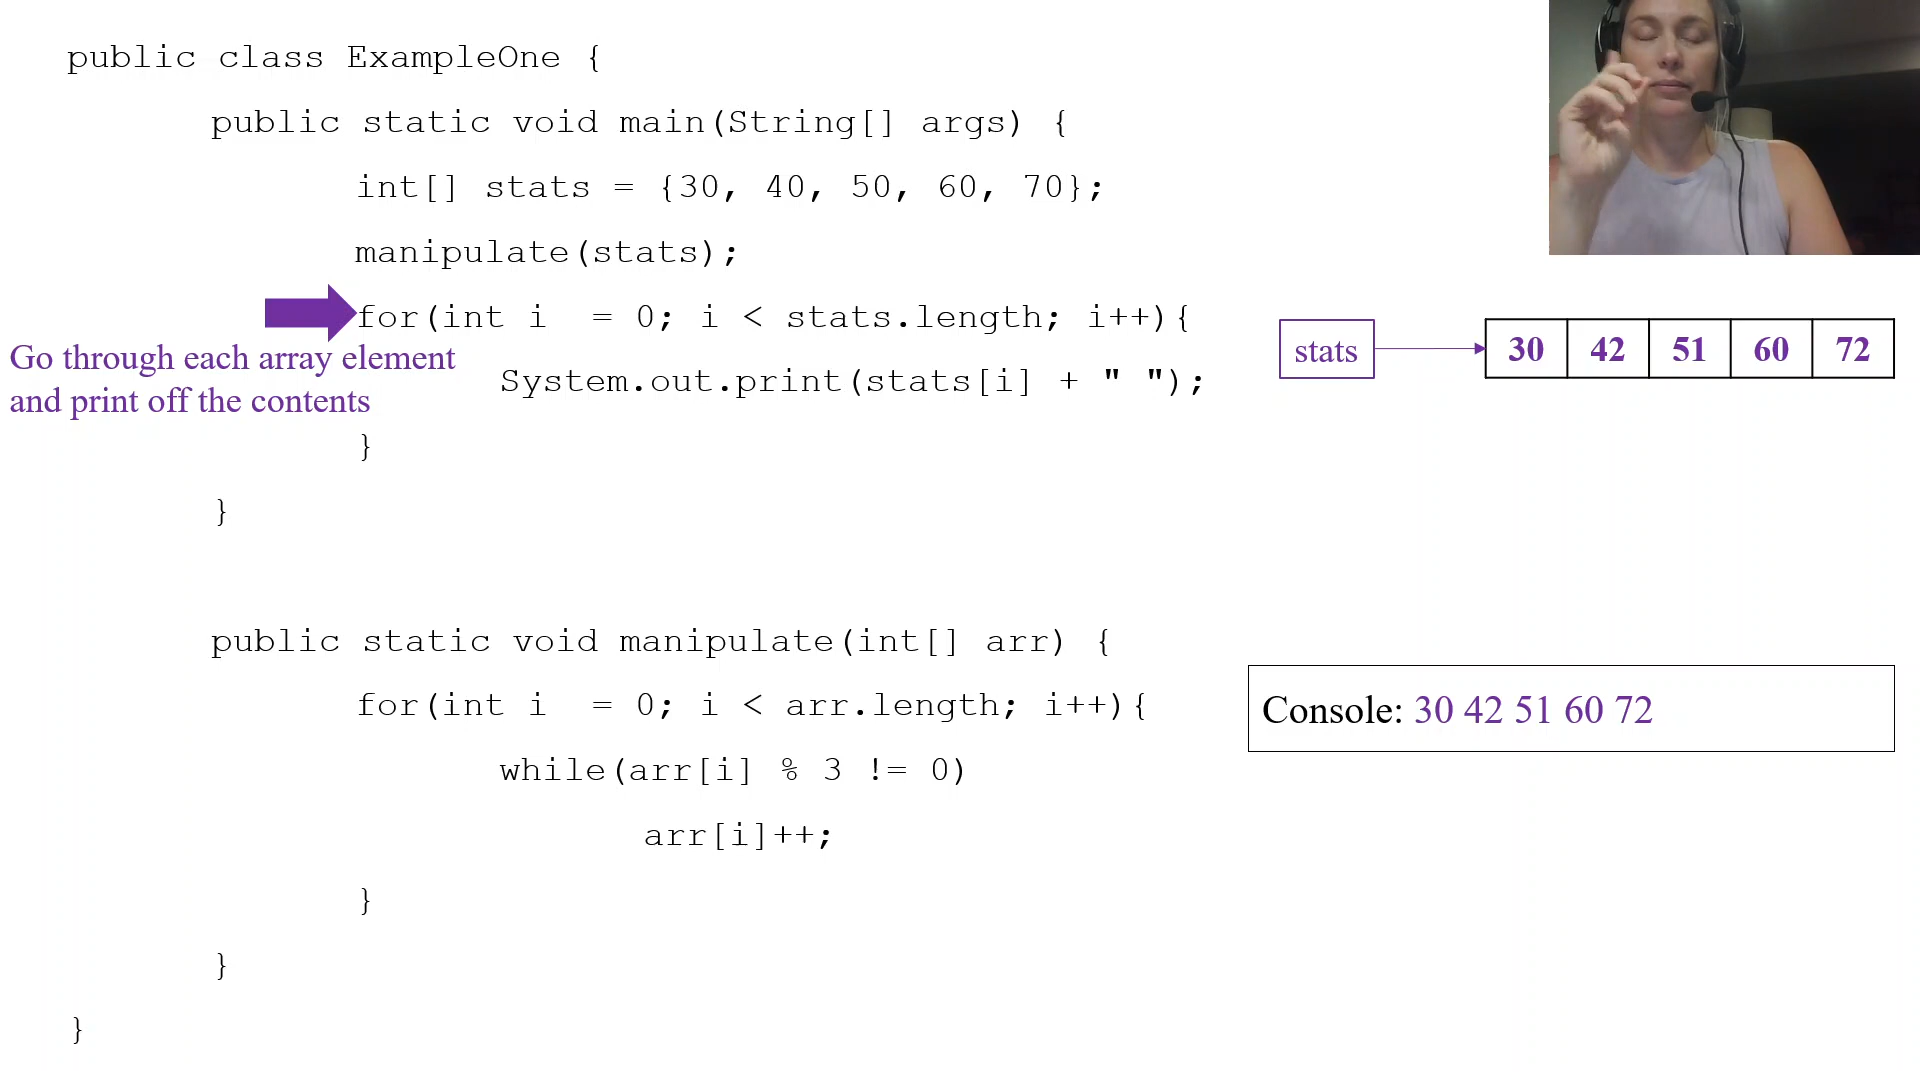 public class ExampleOne {
public static void main(String[] args) {
int[] stats = {30, 40, 50, 60, 70};
manipulate(stats);
for(int i  = 0; i < stats.length; i++){
Go through each array element
and print off the contents
System.out.print(stats[i] + " ");
}
}
stats
30 42 51 60 72
public static void manipulate(int[] arr) {
for(int i  = 0; i < arr.length; i++){
while(arr[i] % 3 != 0)
arr[i]++;
}
}
}
Console: 30 42 51 60 72